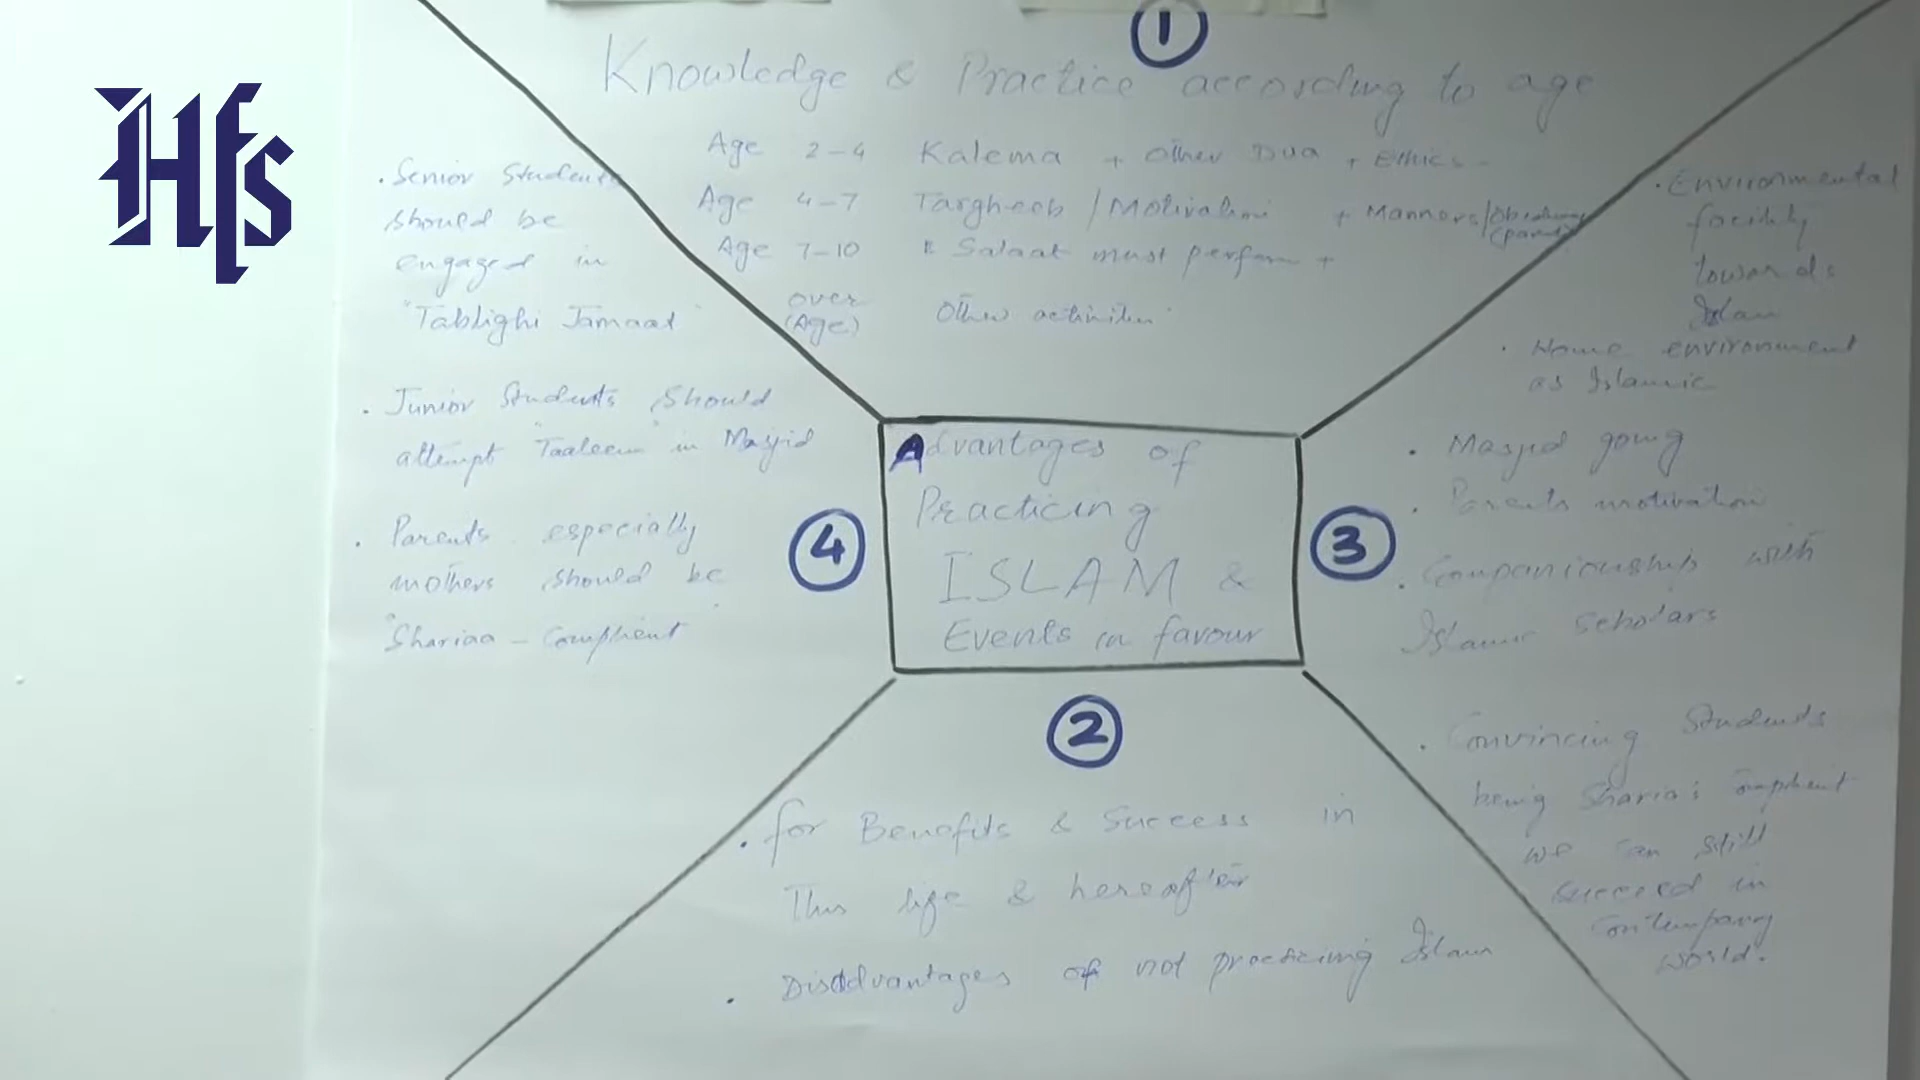 Hfs
1
Knowledge & Practice according to age
Age 2-4 Kalema + Other Dua + Ethics
Age 4-7 Targheeb / Motivation + Manners /
Age 7-10 Salaat must perform +
over (Age) Other activities
Advantages of
Practicing
ISLAM &
Events in favour
2
. for Benefits & Success in
This life & hereafter
. Disadvantages of not practicing Islam
3
. Environmental
facility
towards
Islam
. Home environment
as Islamic
. Masjid going
. Parents motivation
. Companionship with
Islamic Scholars
. Convincing Students
being Sharia's
we can still
succeed in
world.
4
. Senior Students
should be
engaged in
"Tablighi Jamaat"
. Junior Students should
attempt "Taaleem" in Masjid
. Parents especially
mothers should be
"Shariaa - Complient"